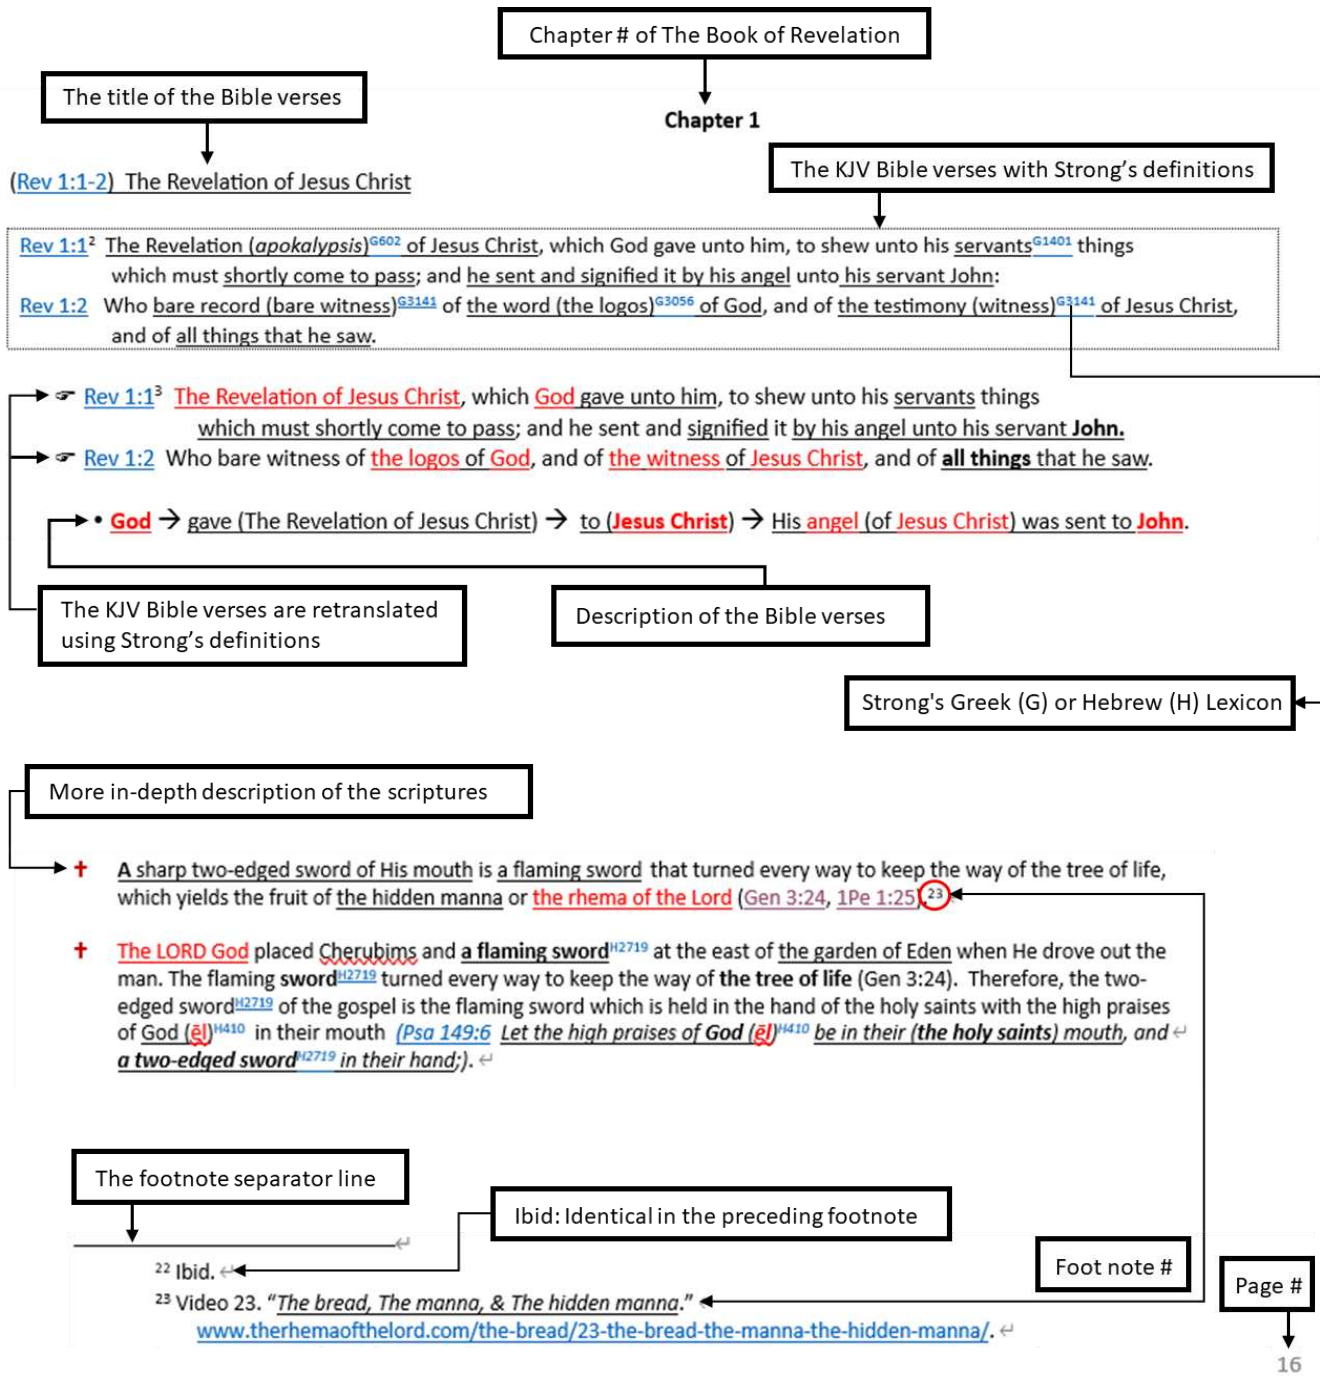 Chapter # of The Book of Revelation
The title of the Bible verses
Chapter 1
The KJV Bible verses with Strong's definitions
(Rev 1:1-2) The Revelation of Jesus Christ
Rev 1:1² The Revelation (apokalypsis)G602 of Jesus Christ, which God gave unto him, to shew unto his servantsG1401 things
which must shortly come to pass; and he sent and signified it by his angel unto his servant John:
Rev 1:2 Who bare record (bare witness)G3141 of the word (the logos)G3056 of God, and of the testimony (witness)G3141 of Jesus Christ,
and of all things that he saw.
☞ Rev 1:1³ The Revelation of Jesus Christ, which God gave unto him, to shew unto his servants things
which must shortly come to pass; and he sent and signified it by his angel unto his servant John.
☞ Rev 1:2 Who bare witness of the logos of God, and of the witness of Jesus Christ, and of all things that he saw.
• God → gave (The Revelation of Jesus Christ) → to (Jesus Christ) → His angel (of Jesus Christ) was sent to John.
The KJV Bible verses are retranslated
using Strong's definitions
Description of the Bible verses
Strong's Greek (G) or Hebrew (H) Lexicon
More in-depth description of the scriptures
✝ A sharp two-edged sword of His mouth is a flaming sword that turned every way to keep the way of the tree of life,
which yields the fruit of the hidden manna or the rhema of the Lord (Gen 3:24, 1Pe 1:25).²³
✝ The LORD God placed Cherubims and a flaming swordH2719 at the east of the garden of Eden when He drove out the
man. The flaming swordH2719 turned every way to keep the way of the tree of life (Gen 3:24). Therefore, the two-
edged swordH2719 of the gospel is the flaming sword which is held in the hand of the holy saints with the high praises
of God (ēl)H410 in their mouth (Psa 149:6 Let the high praises of God (ēl)H410 be in their (the holy saints) mouth, and
a two-edged swordH2719 in their hand;).
The footnote separator line
Ibid: Identical in the preceding footnote
Foot note #
Page #
²² Ibid.
²³ Video 23. "The bread, The manna, & The hidden manna."
www.therhemaofthelord.com/the-bread/23-the-bread-the-manna-the-hidden-manna/.
16